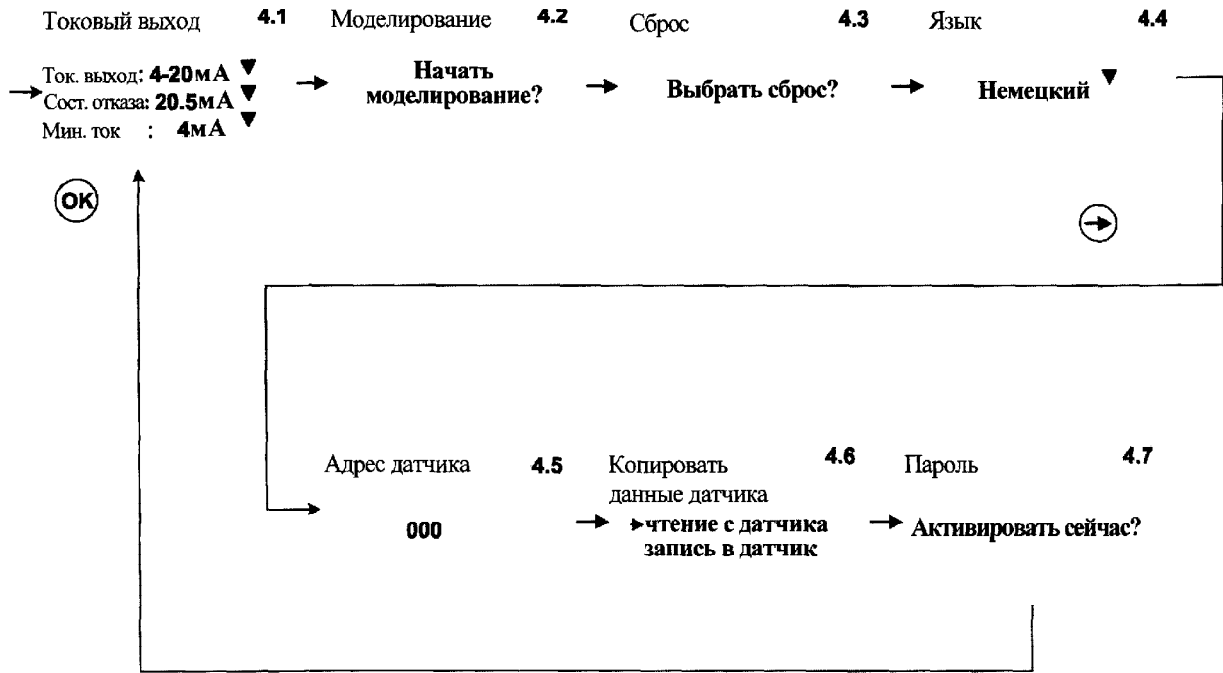 Токовый выход 4.1
Ток. выход: 4-20мА ▼
Сост. отказа: 20.5мА ▼
Мин. ток : 4мА ▼
OK
Моделирование 4.2
Начать
моделирование?
Сброс 4.3
Выбрать сброс?
Язык 4.4
Немецкий ▼
Адрес датчика 4.5
000
Копировать 4.6
данные датчика
чтение с датчика
запись в датчик
Пароль 4.7
Активировать сейчас?